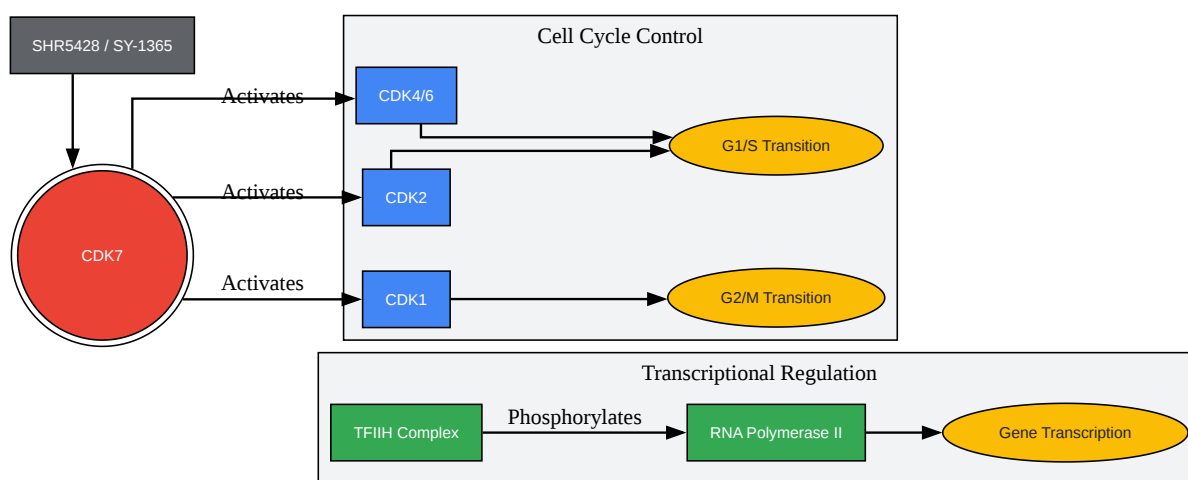 SHR5428 / SY-1365
Cell Cycle Control
Activates
CDK4/6
G1/S Transition
Activates
CDK2
CDK7
Activates
CDK1
G2/M Transition
Transcriptional Regulation
TFIIH Complex
Phosphorylates
RNA Polymerase II
Gene Transcription